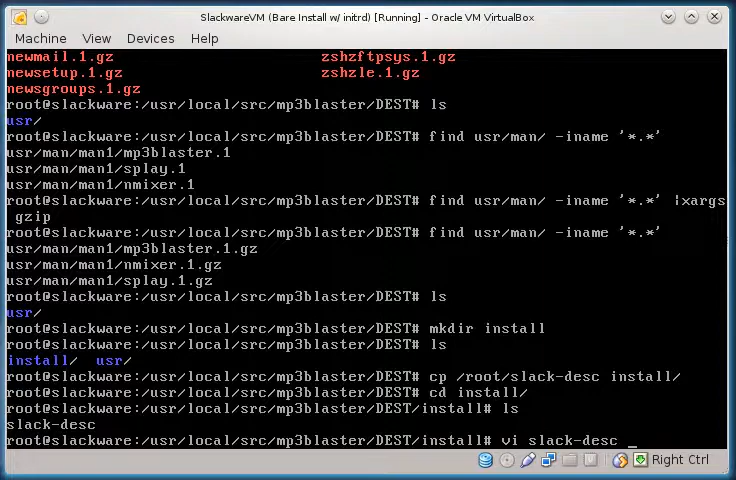 SlackwareVM (Bare Install w/ initrd) [Running] - Oracle VM VirtualBox
Machine View Devices Help
newmail.1.gz zshzftpsys.1.gz
newsetup.1.gz zshzle.1.gz
newsgroups.1.gz
root@slackware:/usr/local/src/mp3blaster/DEST# ls
usr/
root@slackware:/usr/local/src/mp3blaster/DEST# find usr/man/ -iname '*.*'
usr/man/man1/mp3blaster.1
usr/man/man1/splay.1
usr/man/man1/nmixer.1
root@slackware:/usr/local/src/mp3blaster/DEST# find usr/man/ -iname '*.*' |xargs
gzip
root@slackware:/usr/local/src/mp3blaster/DEST# find usr/man/ -iname '*.*'
usr/man/man1/mp3blaster.1.gz
usr/man/man1/nmixer.1.gz
usr/man/man1/splay.1.gz
root@slackware:/usr/local/src/mp3blaster/DEST# ls
usr/
root@slackware:/usr/local/src/mp3blaster/DEST# mkdir install
root@slackware:/usr/local/src/mp3blaster/DEST# ls
install/ usr/
root@slackware:/usr/local/src/mp3blaster/DEST# cp /root/slack-desc install/
root@slackware:/usr/local/src/mp3blaster/DEST# cd install/
root@slackware:/usr/local/src/mp3blaster/DEST/install# ls
slack-desc
root@slackware:/usr/local/src/mp3blaster/DEST/install# vi slack-desc _
Right Ctrl